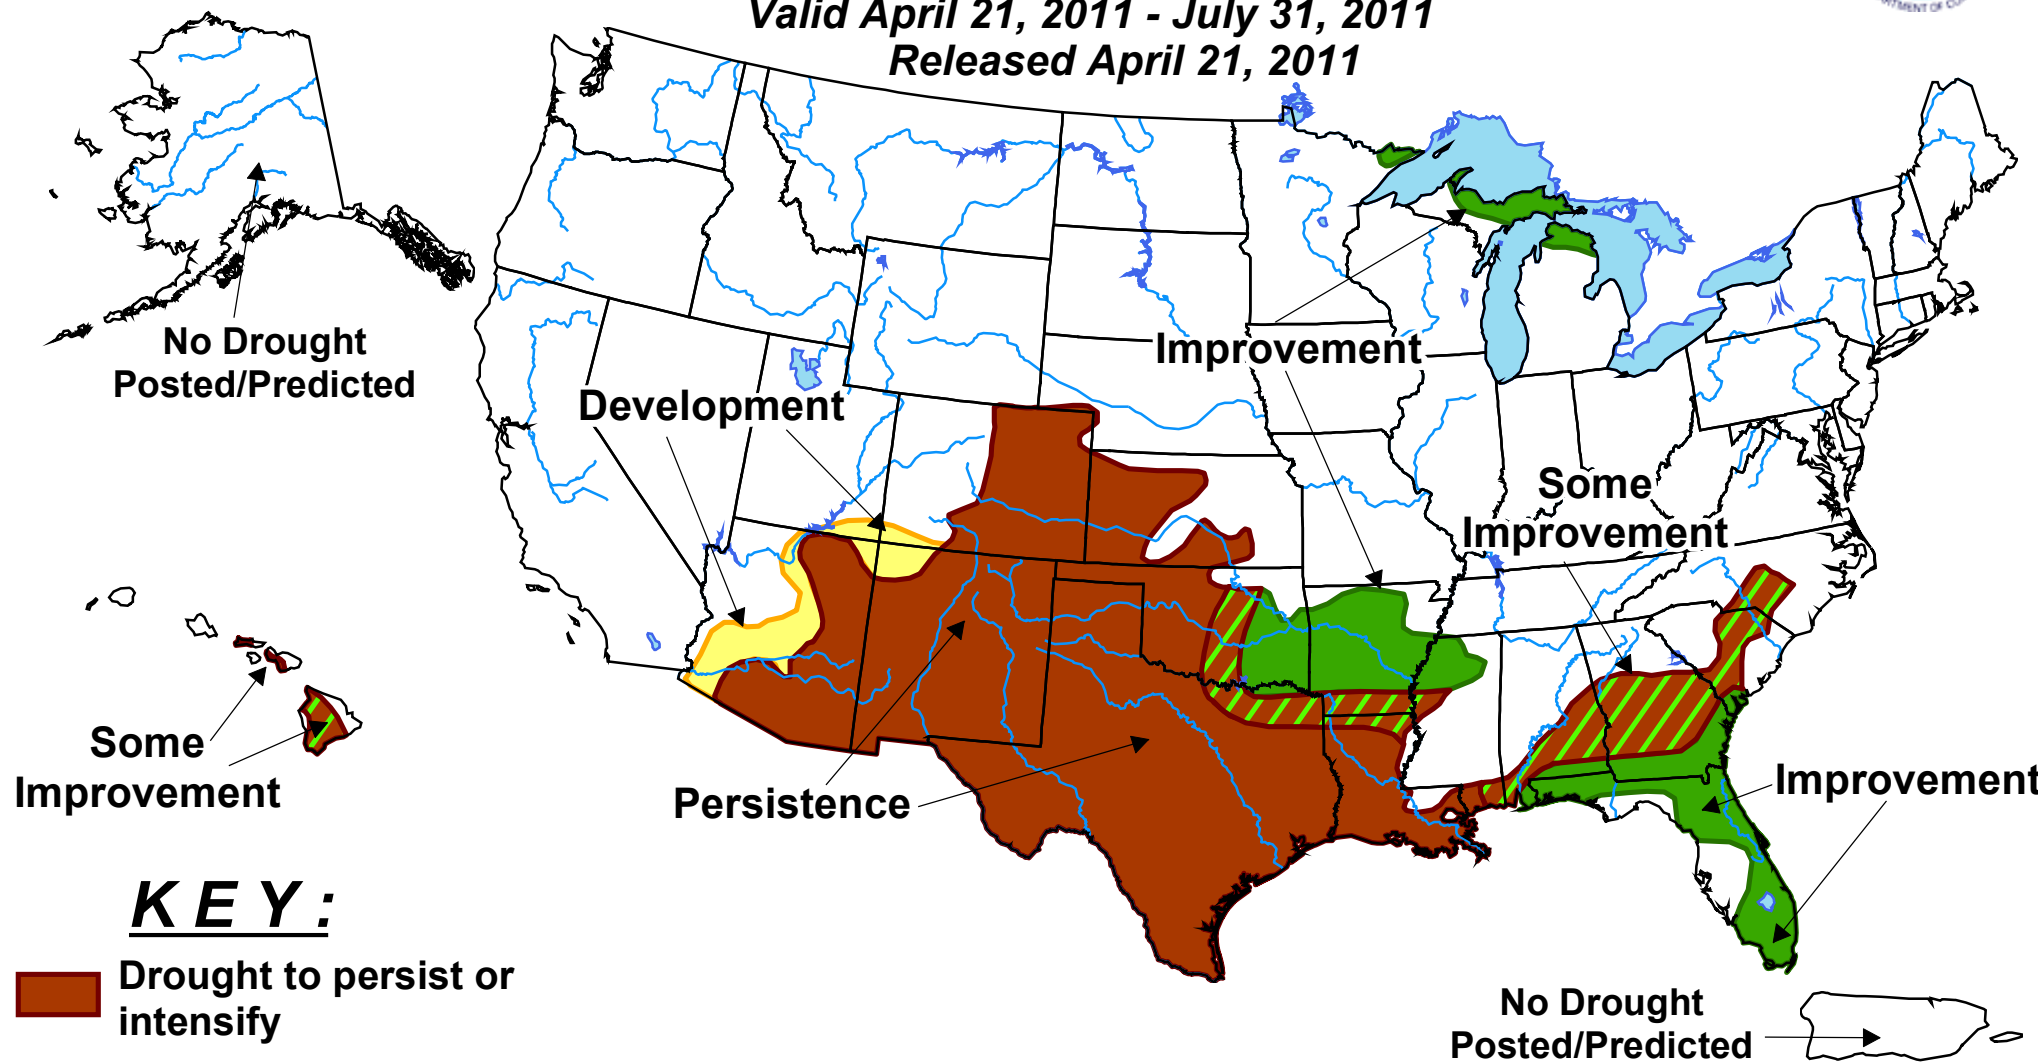 Valid April 21, 2011 - July 31, 2011
Released April 21, 2011
No Drought
Posted/Predicted
Development
Improvement
Some
Improvement
Some
Improvement
Persistence
Improvement
KEY:
Drought to persist or
intensify
No Drought
Posted/Predicted